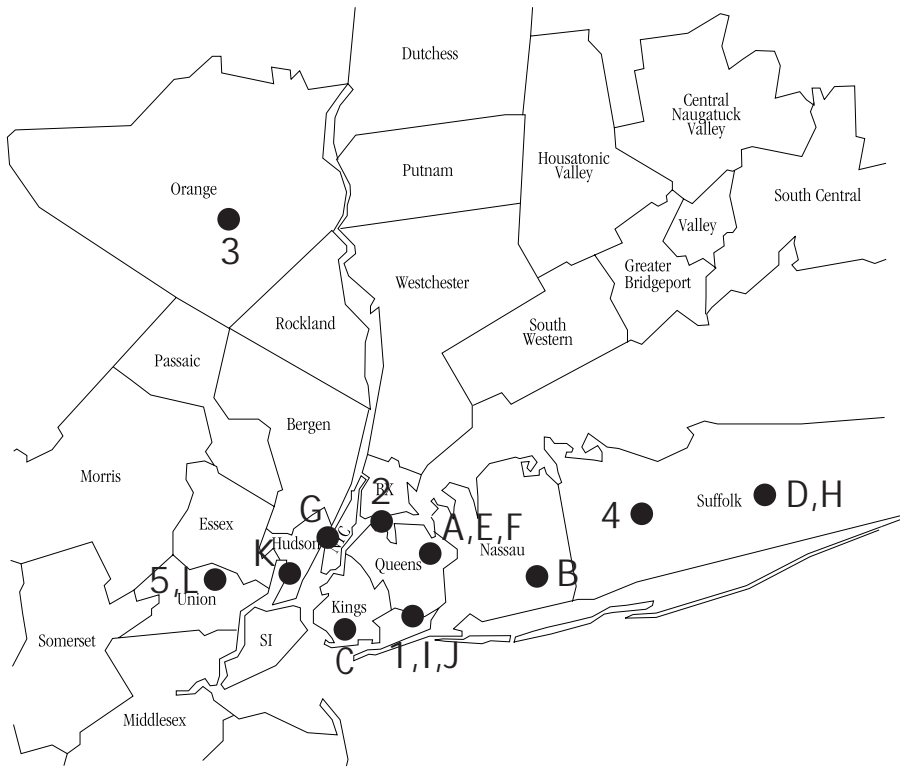 Dutchess
Central
Naugatuck
Valley
Housatonic
Valley
Putnam
Orange
South Central
3
Valley
Greater
Bridgeport
Westchester
Rockland
South
Western
Passaic
Bergen
Morris
2
BX
G
Essex
Hudson
K
A,E,F
Nassau
4
Suffolk
D,H
Queens
B
5,L
Union
Kings
SI
Somerset
C
1,I,J
Middlesex